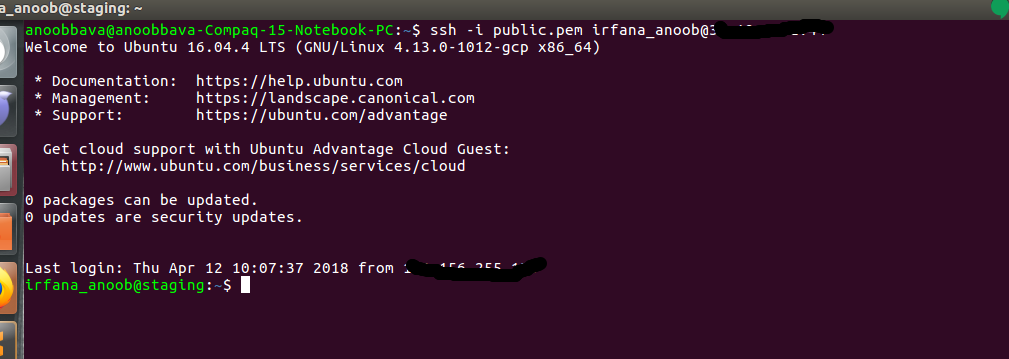 a_anoob@staging: ~
anoobbava@anoobbava-Compaq-15-Notebook-PC:~$ ssh -i public.pem irfana_anoob@3
Welcome to Ubuntu 16.04.4 LTS (GNU/Linux 4.13.0-1012-gcp x86_64)
* Documentation:  https://help.ubuntu.com
* Management:     https://landscape.canonical.com
* Support:        https://ubuntu.com/advantage
Get cloud support with Ubuntu Advantage Cloud Guest:
http://www.ubuntu.com/business/services/cloud
0 packages can be updated.
0 updates are security updates.
Last login: Thu Apr 12 10:07:37 2018 from
irfana_anoob@staging:~$